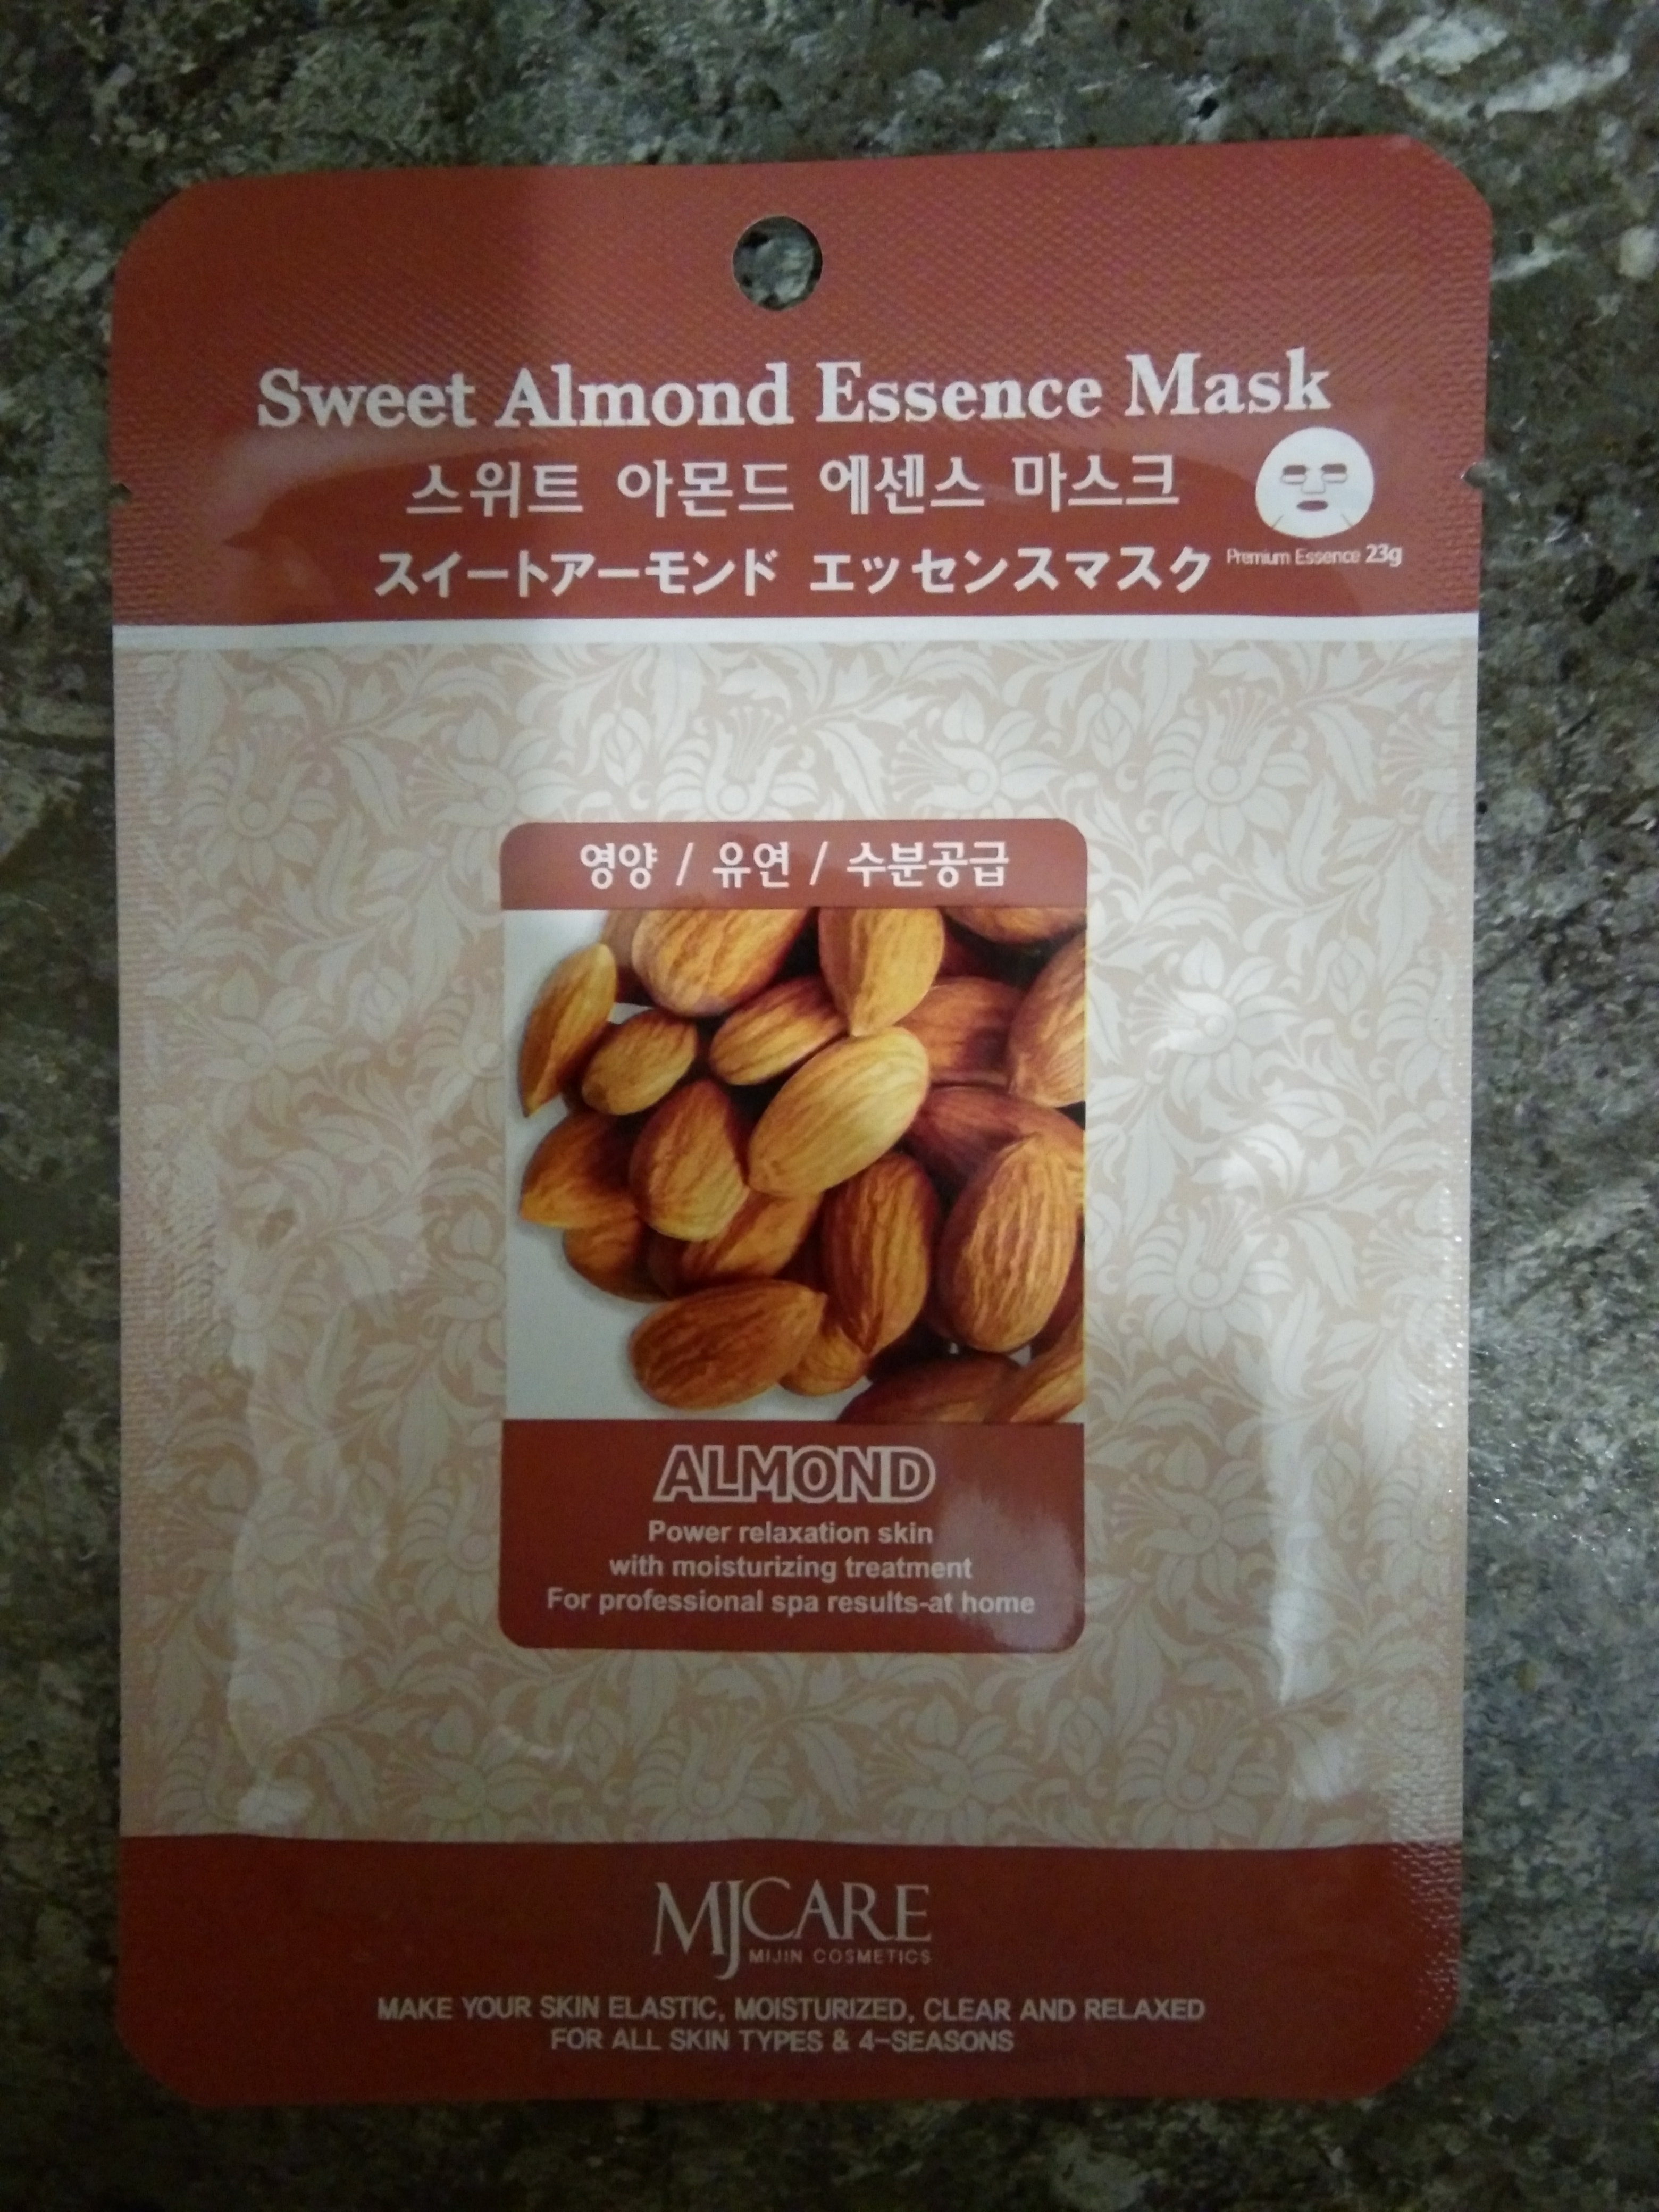 Sweet Almond Essence Mask
스위트 아몬드 에센스 마스크
スイートアーモンド エッセンスマスク
Premium Essence 23g
영양 / 유연 / 수분공급
ALMOND
Power relaxation skin
with moisturizing treatment
For professional spa results-at home
MJCARE
MIJIN COSMETICS
MAKE YOUR SKIN ELASTIC, MOISTURIZED, CLEAR AND RELAXED
FOR ALL SKIN TYPES & 4-SEASONS